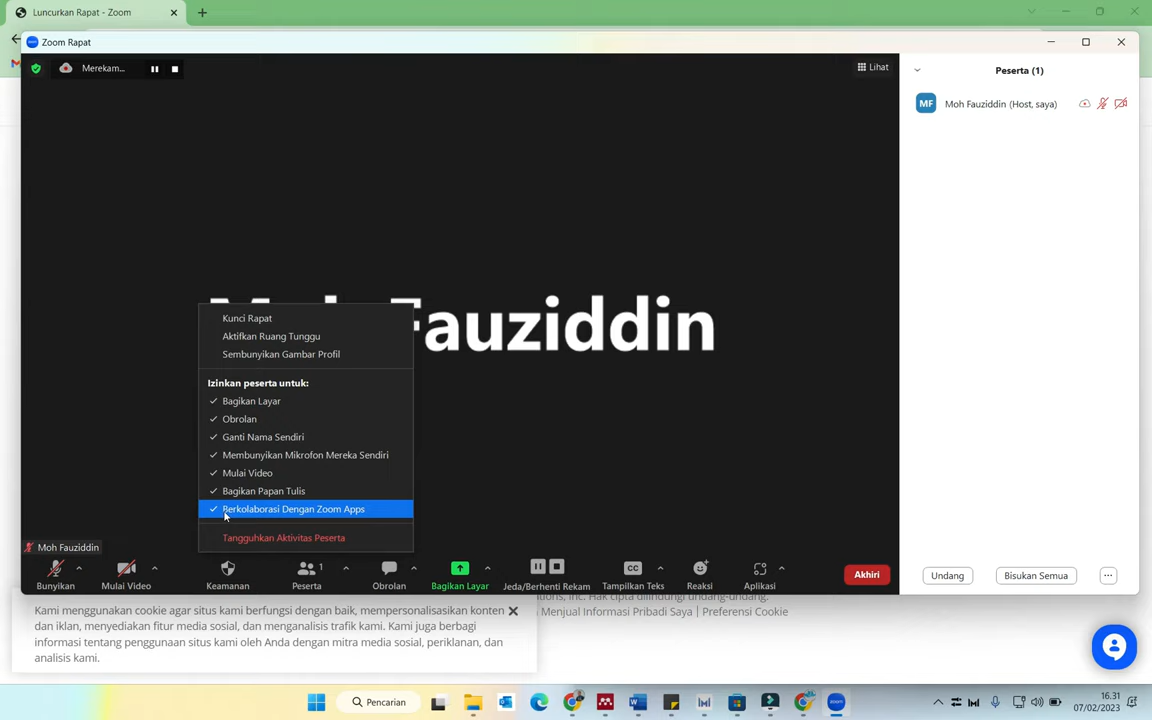 Luncurkan Rapat - Zoom
Zoom Rapat
Merekam...
Lihat
Peserta (1)
MF
Moh Fauziddin (Host, saya)
Fauziddin
Kunci Rapat
Aktifkan Ruang Tunggu
Sembunyikan Gambar Profil
Izinkan peserta untuk:
Bagikan Layar
Obrolan
Ganti Nama Sendiri
Membunyikan Mikrofon Mereka Sendiri
Mulai Video
Bagikan Papan Tulis
Berkolaborasi Dengan Zoom Apps
Tangguhkan Aktivitas Peserta
Moh Fauziddin
1
Bunyikan
Mulai Video
Keamanan
Peserta
Obrolan
Bagikan Layar
Jeda/Berhenti Rekam
Tampilkan Teks
Reaksi
Aplikasi
Akhiri
Undang
Bisukan Semua
Hak cipta dilindungi undang-undang.
Menjual Informasi Pribadi Saya | Preferensi Cookie
Kami menggunakan cookie agar situs kami berfungsi dengan baik, mempersonalisasikan konten
dan iklan, menyediakan fitur media sosial, dan menganalisis trafik kami. Kami juga berbagi
informasi tentang penggunaan situs kami oleh Anda dengan mitra media sosial, periklanan, dan
analisis kami.
Pencarian
16.31
07/02/2023